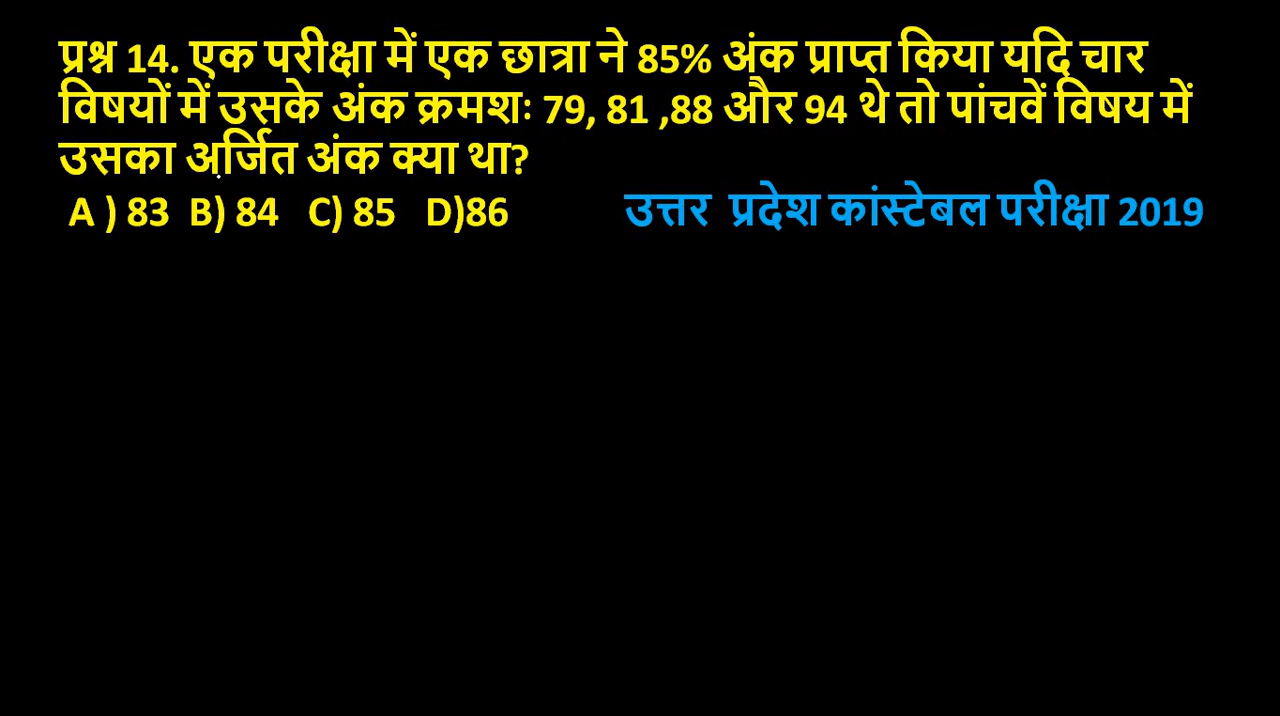 प्रश्न 14. एक परीक्षा में एक छात्रा ने 85% अंक प्राप्त किया यदि चार
विषयों में उसके अंक क्रमशः 79, 81 ,88 और 94 थे तो पांचवें विषय में
उसका अर्जित अंक क्या था?
A ) 83 B) 84 C) 85 D)86 उत्तर प्रदेश कांस्टेबल परीक्षा 2019